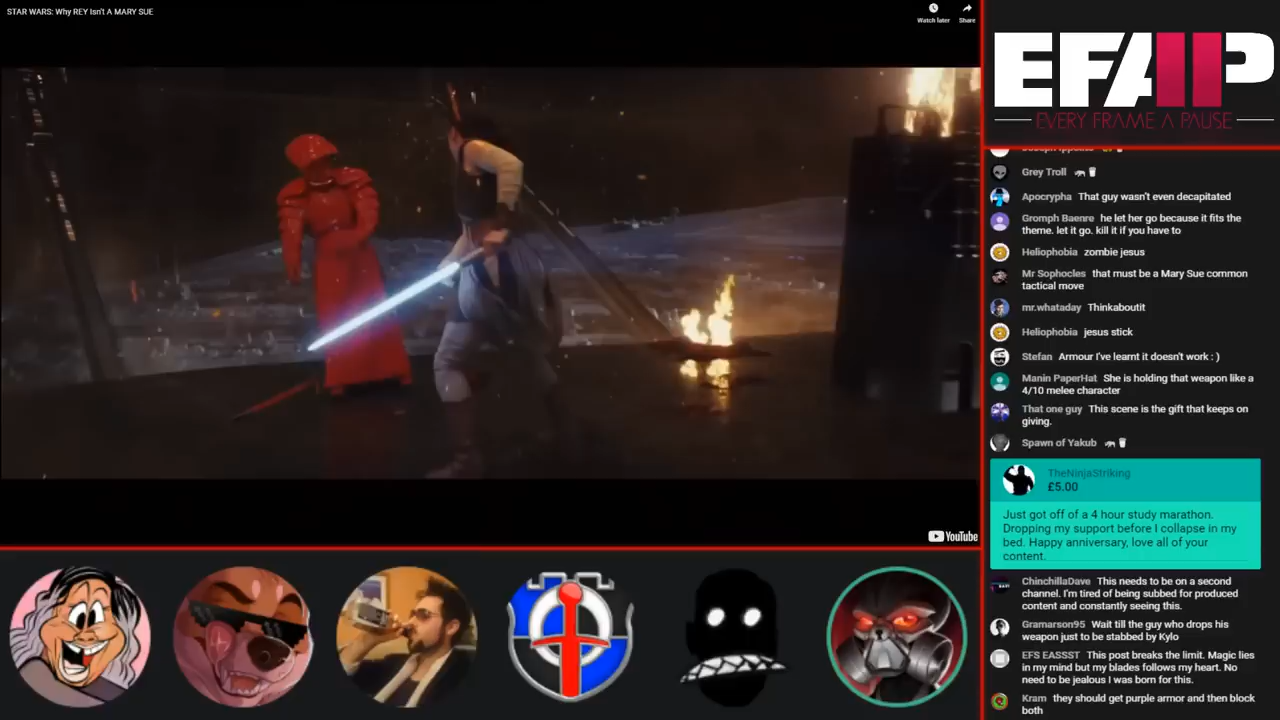 STAR WARS: Why REY Isn't A MARY SUE
Watch later
Share
EFAP
EVERY FRAME A PAUSE
Grey Troll
Apocrypha That guy wasn't even decapitated
Gromph Baenre he let her go because it fits the
theme. let it go. kill it if you have to
Heliophobia zombie jesus
Mr Sophocles that must be a Mary Sue common
tactical move
mr.whataday Thinkaboutit
Heliophobia jesus stick
Stefan Armour I've learnt it doesn't work : )
Manin PaperHat She is holding that weapon like a
4/10 melee character
That one guy This scene is the gift that keeps on
giving.
Spawn of Yakub
TheNinjaStriking
£5.00
Just got off of a 4 hour study marathon.
Dropping my support before I collapse in my
bed. Happy anniversary, love all of your
content.
ChinchillaDave This needs to be on a second
channel. I'm tired of being subbed for produced
content and constantly seeing this.
Gramarson95 Wait till the guy who drops his
weapon just to be stabbed by Kylo
EFS EASSST This post breaks the limit. Magic lies
in my mind but my blades follows my heart. No
need to be jealous I was born for this.
Kram they should get purple armor and then block
both
YouTube